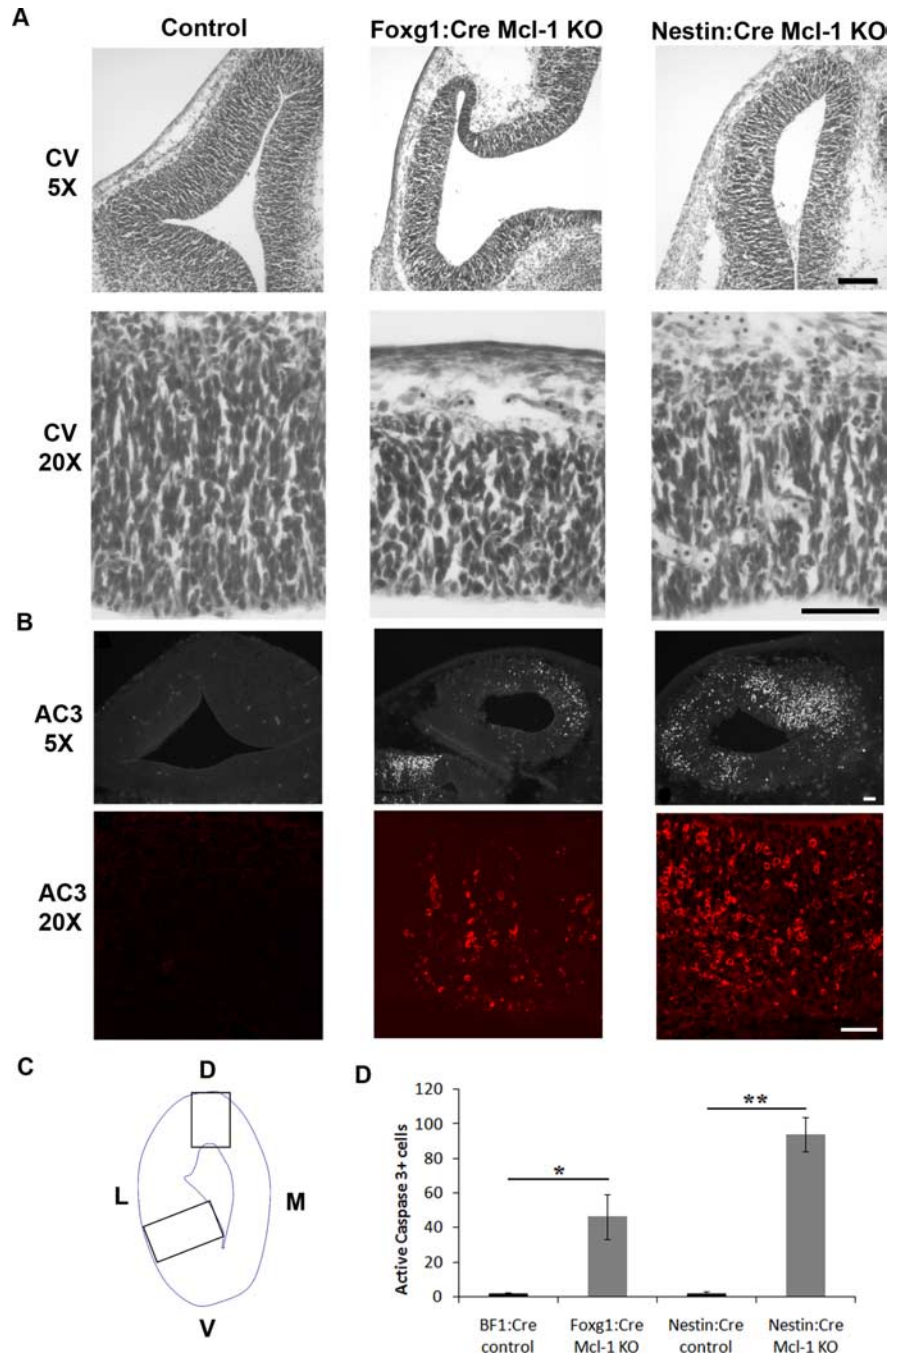 A
Control
Foxg1:Cre Mcl-1 KO
Nestin:Cre Mcl-1 KO
CV
5X
CV
20X
B
AC3
5X
AC3
20X
C
D
L
M
V
D
Active Caspase 3+ cells
120
100
80
60
40
20
0
*
**
BF1:Cre
control
Foxg1:Cre
Mcl-1 KO
Nestin:Cre
control
Nestin:Cre
Mcl-1 KO